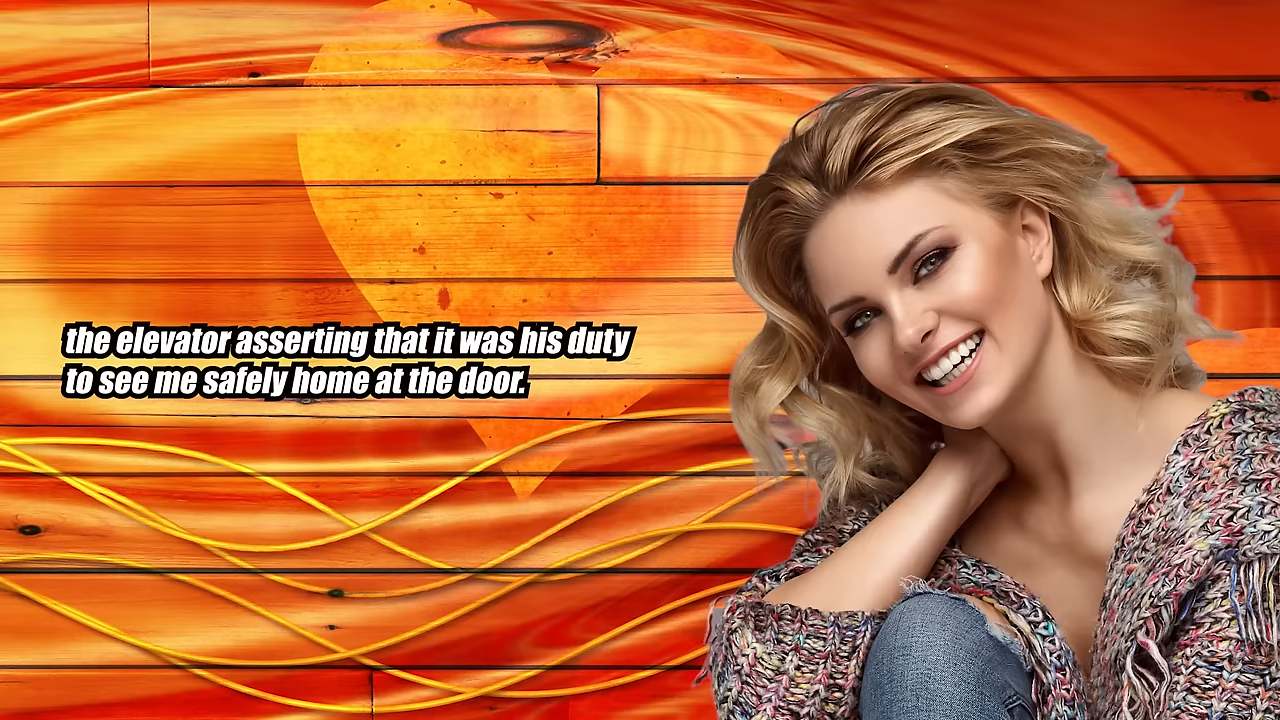 the elevator asserting that it was his duty
to see me safely home at the door.